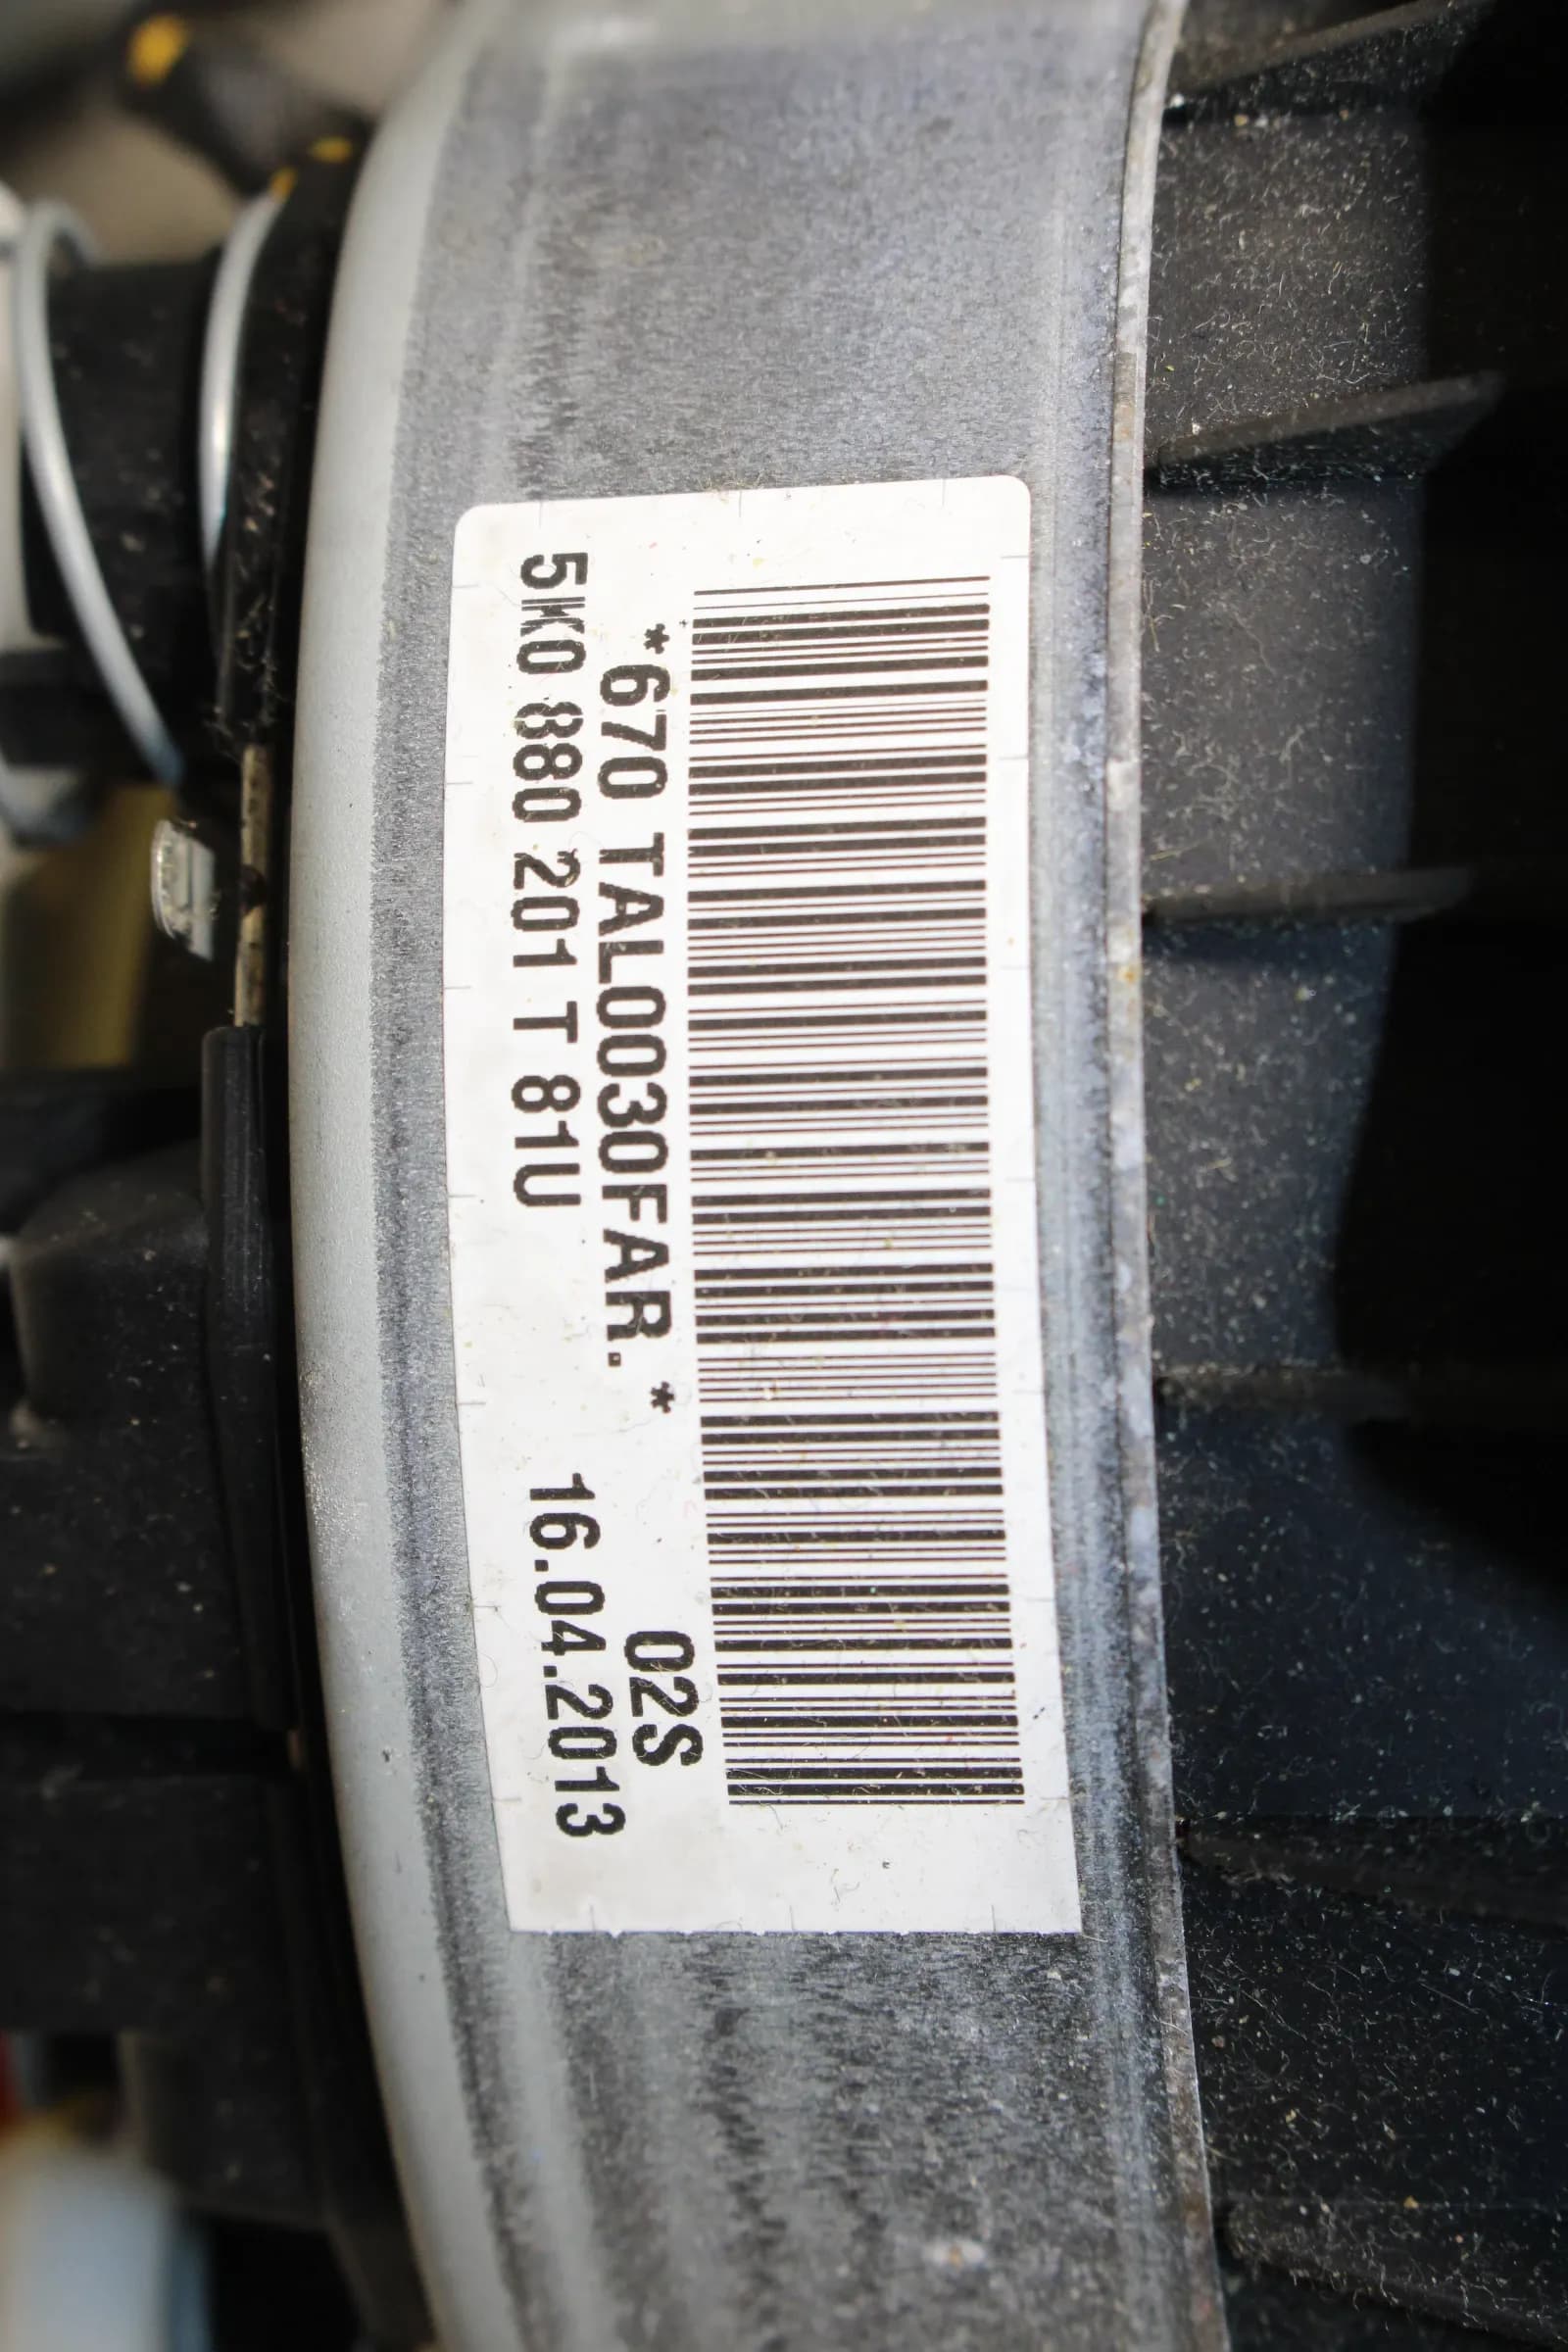 *670 TAL0030FAR. * 02S
5K0 880 201 T 81U 16.04.2013